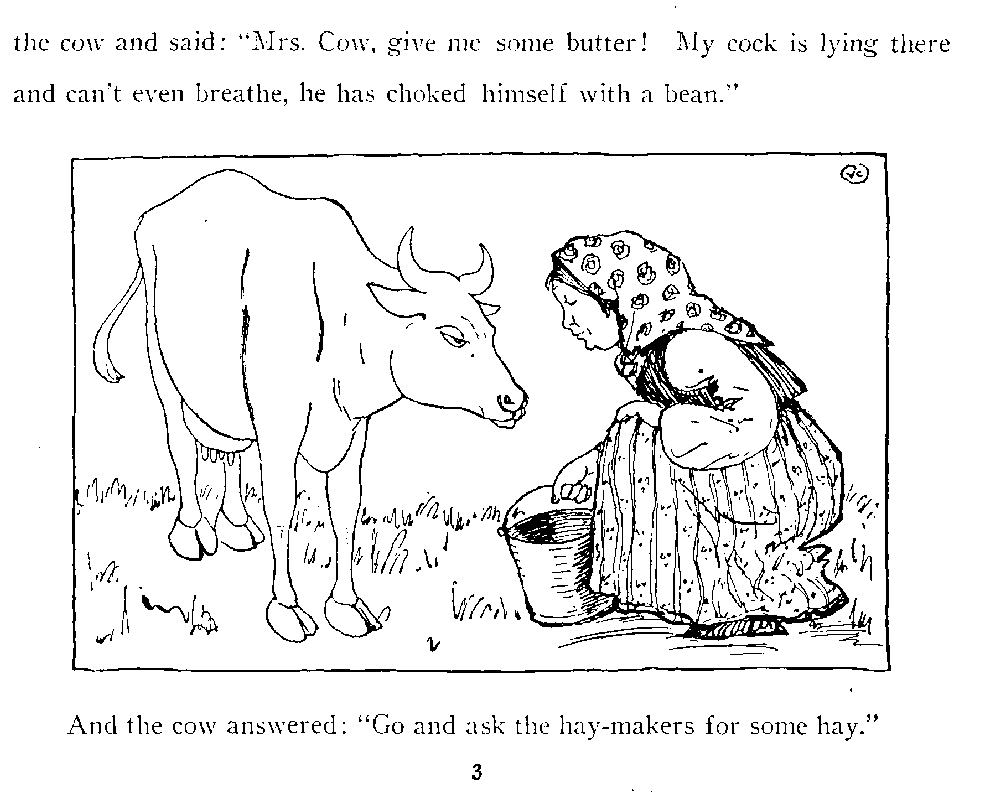 the cow and said: “Mrs. Cow, give me some butter! My cock is lying there
and can't even breathe, he has choked himself with a bean.”
And the cow answered: “Go and ask the hay-makers for some hay.”
3